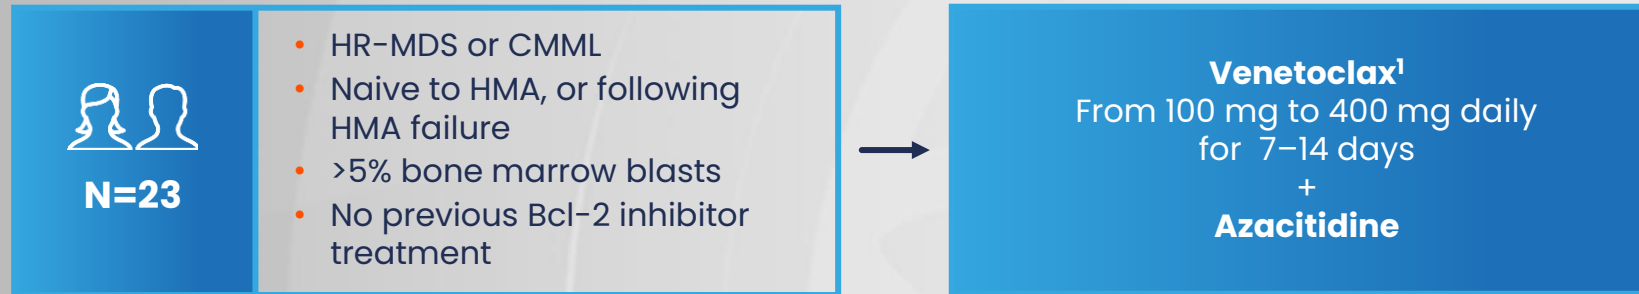 N=23
• HR-MDS or CMML
• Naive to HMA, or following
HMA failure
• >5% bone marrow blasts
• No previous Bcl-2 inhibitor
treatment
Venetoclax¹
From 100 mg to 400 mg daily
for 7–14 days
+
Azacitidine